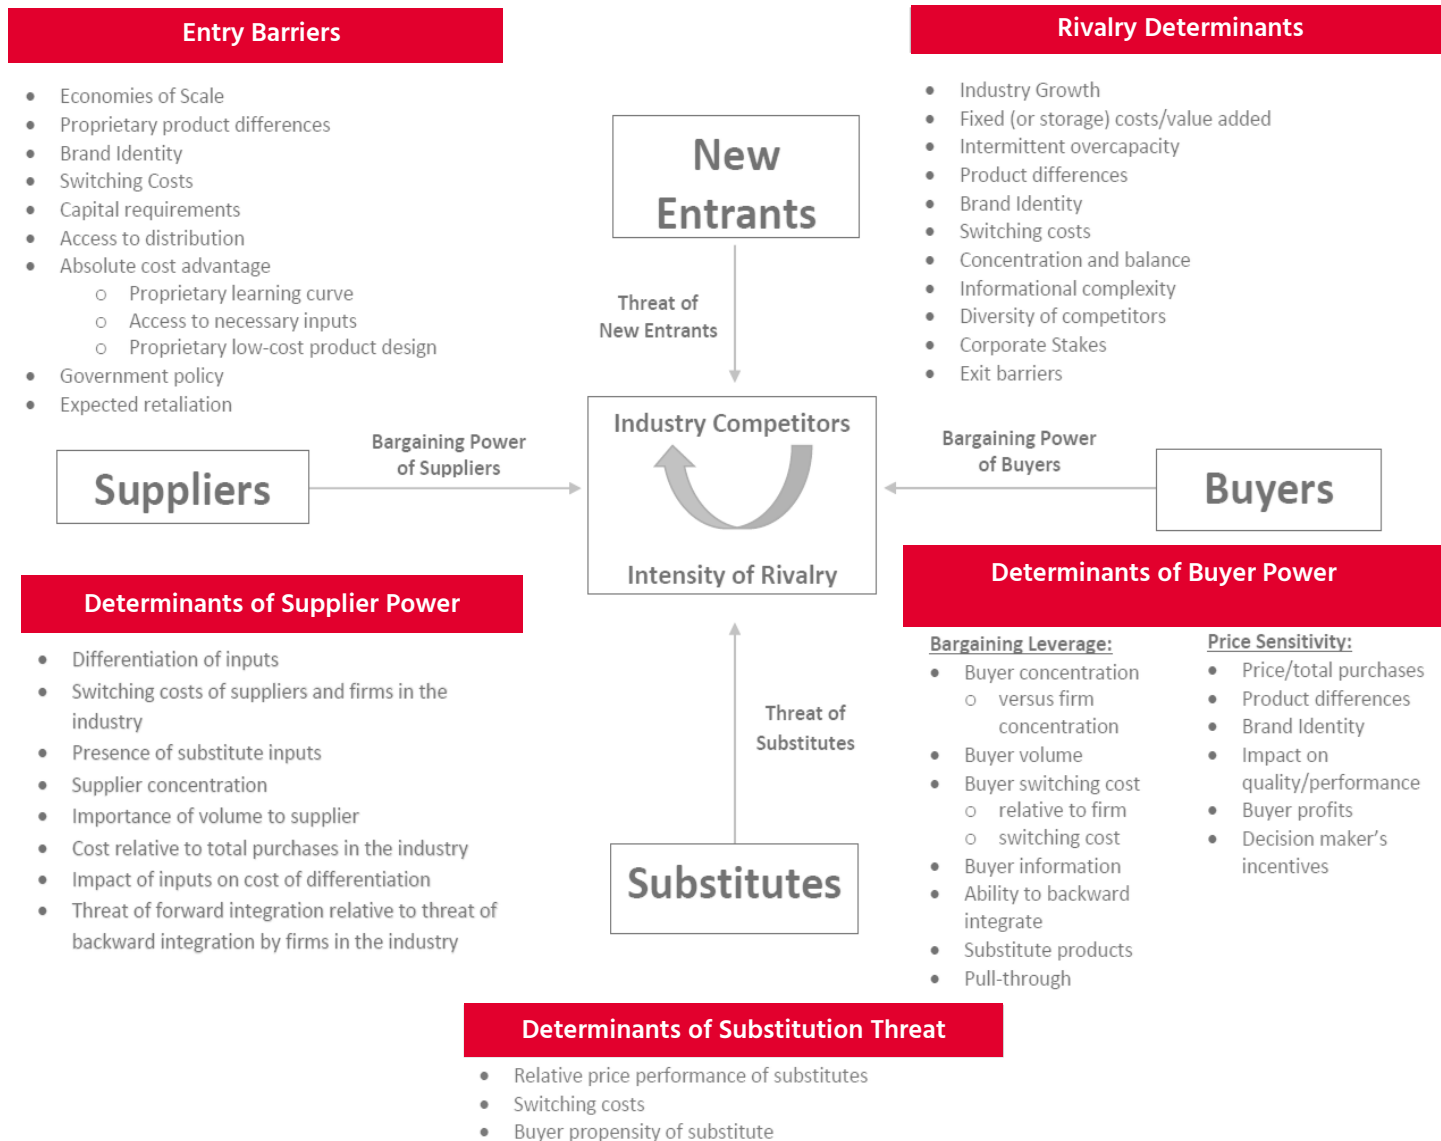 Entry Barriers
• Economies of Scale
• Proprietary product differences
• Brand Identity
• Switching Costs
• Capital requirements
• Access to distribution
• Absolute cost advantage
o Proprietary learning curve
o Access to necessary inputs
o Proprietary low-cost product design
• Government policy
• Expected retaliation
New
Entrants
Threat of
New Entrants
Rivalry Determinants
• Industry Growth
• Fixed (or storage) costs/value added
• Intermittent overcapacity
• Product differences
• Brand Identity
• Switching costs
• Concentration and balance
• Informational complexity
• Diversity of competitors
• Corporate Stakes
• Exit barriers
Suppliers
Bargaining Power
of Suppliers
Industry Competitors
Intensity of Rivalry
Bargaining Power
of Buyers
Buyers
Determinants of Supplier Power
• Differentiation of inputs
• Switching costs of suppliers and firms in the
industry
• Presence of substitute inputs
• Supplier concentration
• Importance of volume to supplier
• Cost relative to total purchases in the industry
• Impact of inputs on cost of differentiation
• Threat of forward integration relative to threat of
backward integration by firms in the industry
Threat of
Substitutes
Substitutes
Determinants of Buyer Power
Bargaining Leverage:
• Buyer concentration
o versus firm
concentration
• Buyer volume
• Buyer switching cost
o relative to firm
o switching cost
• Buyer information
• Ability to backward
integrate
• Substitute products
• Pull-through
Price Sensitivity:
• Price/total purchases
• Product differences
• Brand Identity
• Impact on
quality/performance
• Buyer profits
• Decision maker's
incentives
Determinants of Substitution Threat
• Relative price performance of substitutes
• Switching costs
• Buyer propensity of substitute